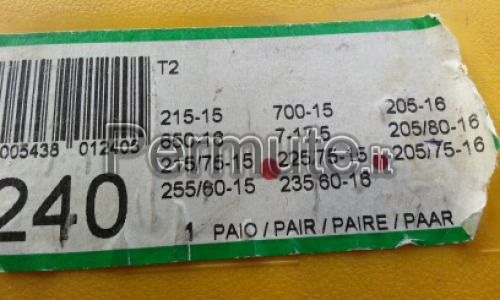 T2
215-15 700-15 205-16
650-16 7-17.5 205/80-16
215/75-15 225/75-15 205/75-16
255/60-15 235 60-16
005438 012405
240
1 PAIO / PAIR / PAIRE / PAAR
Permute.it